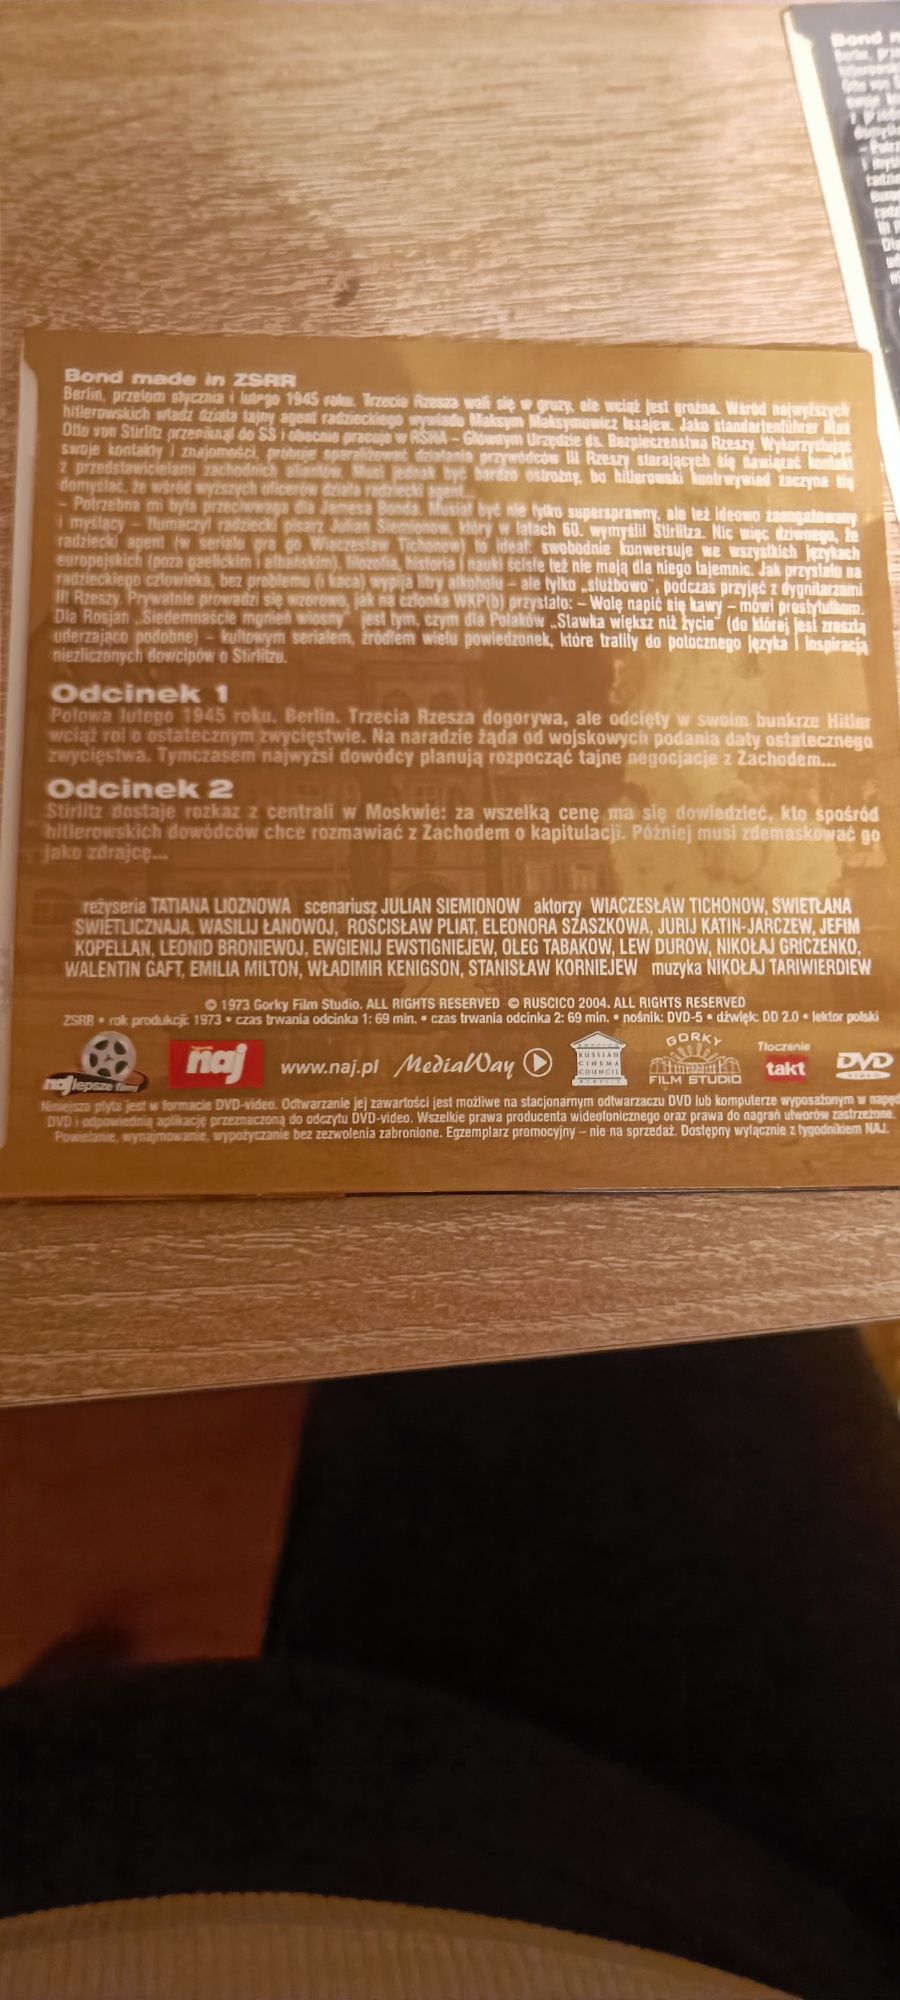 Bond made in ZSRR
Berlin, przełom stycznia i lutego 1945 roku. Trzecia Rzesza wali się w gruzy, ale wciąż jest groźna. Wśród najwyższych
hitlerowskich władz działa tajny agent radzieckiego wywiadu Maksym Maksymowicz Issajew. Jako standartenführer Max
Otto von Stirlitz przeniknął do SS i obecnie pracuje w RSHA – Głównym Urzędzie ds. Bezpieczeństwa Rzeszy. Wykorzystując
swoje kontakty i znajomości, próbuje sparaliżować działania przywódców III Rzeszy starających się nawiązać kontakt
z przedstawicielami zachodnich aliantów. Musi jednak być bardzo ostrożny, bo hitlerowski kontrwywiad zaczyna się
domyślać, że wśród wyższych oficerów działa radziecki agent...
– Potrzebna mi była przeciwwaga dla Jamesa Bonda. Musiał być nie tylko supersprawny, ale też ideowo zaangażowany
i myślący – tłumaczył radziecki pisarz Julian Siemionow, który w latach 60. wymyślił Stirlitza. Nic więc dziwnego, że
radziecki agent (w serialu gra go Wiaczesław Tichonow) to ideał: swobodnie konwersuje we wszystkich językach
europejskich (poza gaelickim i albańskim), filozofia, historia i nauki ścisłe też nie mają dla niego tajemnic. Jak przystało na
radzieckiego człowieka, bez problemu (i kaca) wypija litry alkoholu – ale tylko „służbowo”, podczas przyjęć z dygnitarzami
III Rzeszy. Prywatnie prowadzi się wzorowo, jak na członka WKP(b) przystało: – Wolę napić się kawy – mówi prostytutkom.
Dla Rosjan „Siedemnaście mgnień wiosny” jest tym, czym dla Polaków „Stawka większ niż życie” (do której jest zresztą
uderzająco podobne) – kultowym serialem, źródłem wielu powiedzonek, które trafiły do potocznego języka i inspiracją
niezliczonych dowcipów o Stirlitzu.
Odcinek 1
Połowa lutego 1945 roku. Berlin. Trzecia Rzesza dogorywa, ale odcięty w swoim bunkrze Hitler
wciąż roi o ostatecznym zwycięstwie. Na naradzie żąda od wojskowych podania daty ostatecznego
zwycięstwa. Tymczasem najwyżsi dowódcy planują rozpocząć tajne negocjacje z Zachodem...
Odcinek 2
Stirlitz dostaje rozkaz z centrali w Moskwie: za wszelką cenę ma się dowiedzieć, kto spośród
hitlerowskich dowódców chce rozmawiać z Zachodem o kapitulacji. Później musi zdemaskować go
jako zdrajcę...
reżyseria TATIANA LIOZNOWA scenariusz JULIAN SIEMIONOW aktorzy WIACZESŁAW TICHONOW, SWIETŁANA
SWIETLICZNAJA, WASILIJ ŁANOWOJ, ROSCISŁAW PLIAT, ELEONORA SZASZKOWA, JURIJ KATIN-JARCZEW, JEFIM
KOPELLAN, LEONID BRONIEWOJ, EWGIENIJ EWSTIGNIEJEW, OLEG TABAKOW, LEW DUROW, NIKOŁAJ GRICZENKO,
WALENTIN GAFT, EMILIA MILTON, WŁADIMIR KENIGSON, STANISŁAW KORNIEJEW muzyka NIKOŁAJ TARIWIERDIEW
© 1973 Gorky Film Studio. ALL RIGHTS RESERVED © RUSCICO 2004. ALL RIGHTS RESERVED
ZSRR • rok produkcji: 1973 • czas trwania odcinka 1: 69 min. • czas trwania odcinka 2: 69 min. • nośnik: DVD-5 • dźwięk: DD 2.0 • lektor polski
najlepsze filmy
naj
www.naj.pl
MediaWay
RUSSIAN CINEMA COUNCIL
GORKY FILM STUDIO
Tłoczenie
takt
DVD VIDEO
Niniejsza płyta jest w formacie DVD-video. Odtwarzanie jej zawartości jest możliwe na stacjonarnym odtwarzaczu DVD lub komputerze wyposażonym w napęd
DVD i odpowiednią aplikację przeznaczoną do odczytu DVD-video. Wszelkie prawa producenta wideofonicznego oraz prawa do nagrań utworów zastrzeżone.
Powielanie, wynajmowanie, wypożyczanie bez zezwolenia zabronione. Egzemplarz promocyjny – nie na sprzedaż. Dostępny wyłącznie z tygodnikiem NAJ.